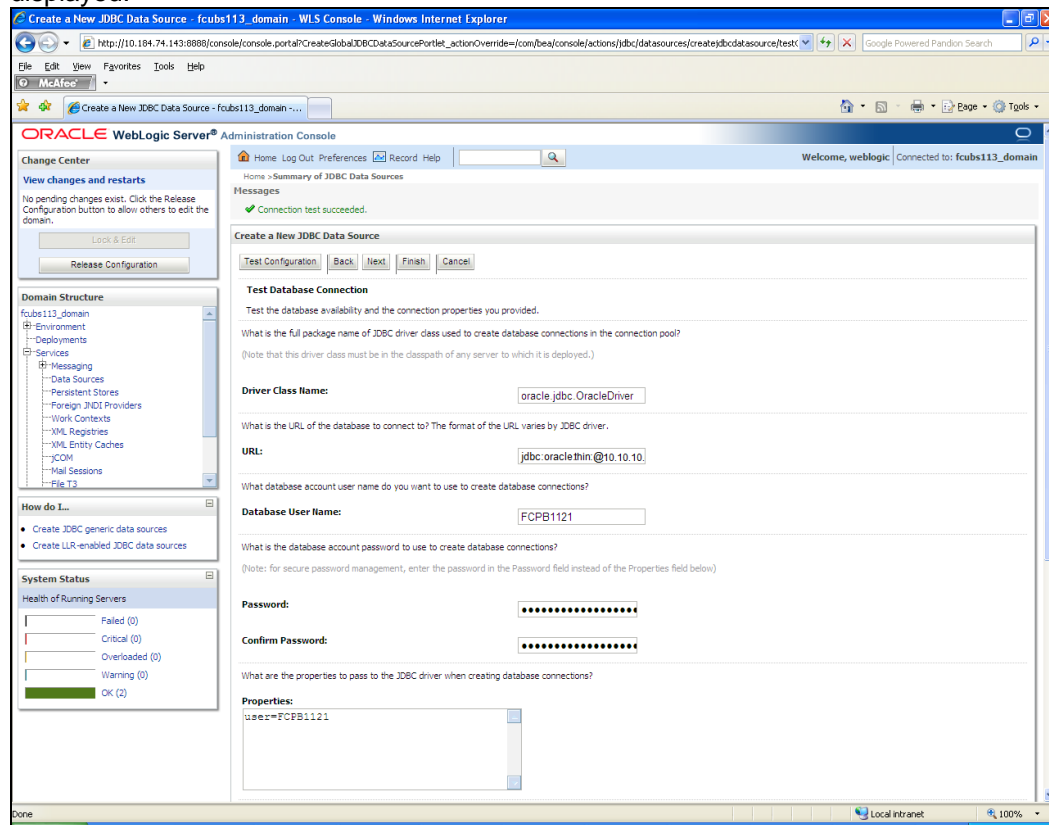 displayed.
Create a New JDBC Data Source - fcubs113_domain - WLS Console - Windows Internet Explorer
http://10.184.74.143:8888/console/console.portal?CreateGlobalJDBCDataSourcePortlet_actionOverride=/com/bea/console/actions/jdbc/datasources/createjdbcdatasource/test
Google Powered Pandion Search
File Edit View Favorites Tools Help
McAfee
Create a New JDBC Data Source - fcubs113_domain -...
Page Tools
ORACLE WebLogic Server® Administration Console
Change Center
View changes and restarts
No pending changes exist. Click the Release
Configuration button to allow others to edit the
domain.
Lock & Edit
Release Configuration
Domain Structure
fcubs113_domain
Environment
Deployments
Services
Messaging
Data Sources
Persistent Stores
Foreign JNDI Providers
Work Contexts
XML Registries
XML Entity Caches
jCOM
Mail Sessions
File T3
How do I...
Create JDBC generic data sources
Create LLR-enabled JDBC data sources
System Status
Health of Running Servers
Failed (0)
Critical (0)
Overloaded (0)
Warning (0)
OK (2)
Home Log Out Preferences Record Help
Welcome, weblogic Connected to: fcubs113_domain
Home >Summary of JDBC Data Sources
Messages
Connection test succeeded.
Create a New JDBC Data Source
Test Configuration Back Next Finish Cancel
Test Database Connection
Test the database availability and the connection properties you provided.
What is the full package name of JDBC driver class used to create database connections in the connection pool?
(Note that this driver class must be in the classpath of any server to which it is deployed.)
Driver Class Name: oracle.jdbc.OracleDriver
What is the URL of the database to connect to? The format of the URL varies by JDBC driver.
URL: jdbc:oracle:thin:@10.10.10.
What database account user name do you want to use to create database connections?
Database User Name: FCPB1121
What is the database account password to use to create database connections?
(Note: for secure password management, enter the password in the Password field instead of the Properties field below)
Password:
Confirm Password:
What are the properties to pass to the JDBC driver when creating database connections?
Properties:
user=FCPB1121
Done
Local intranet 100%